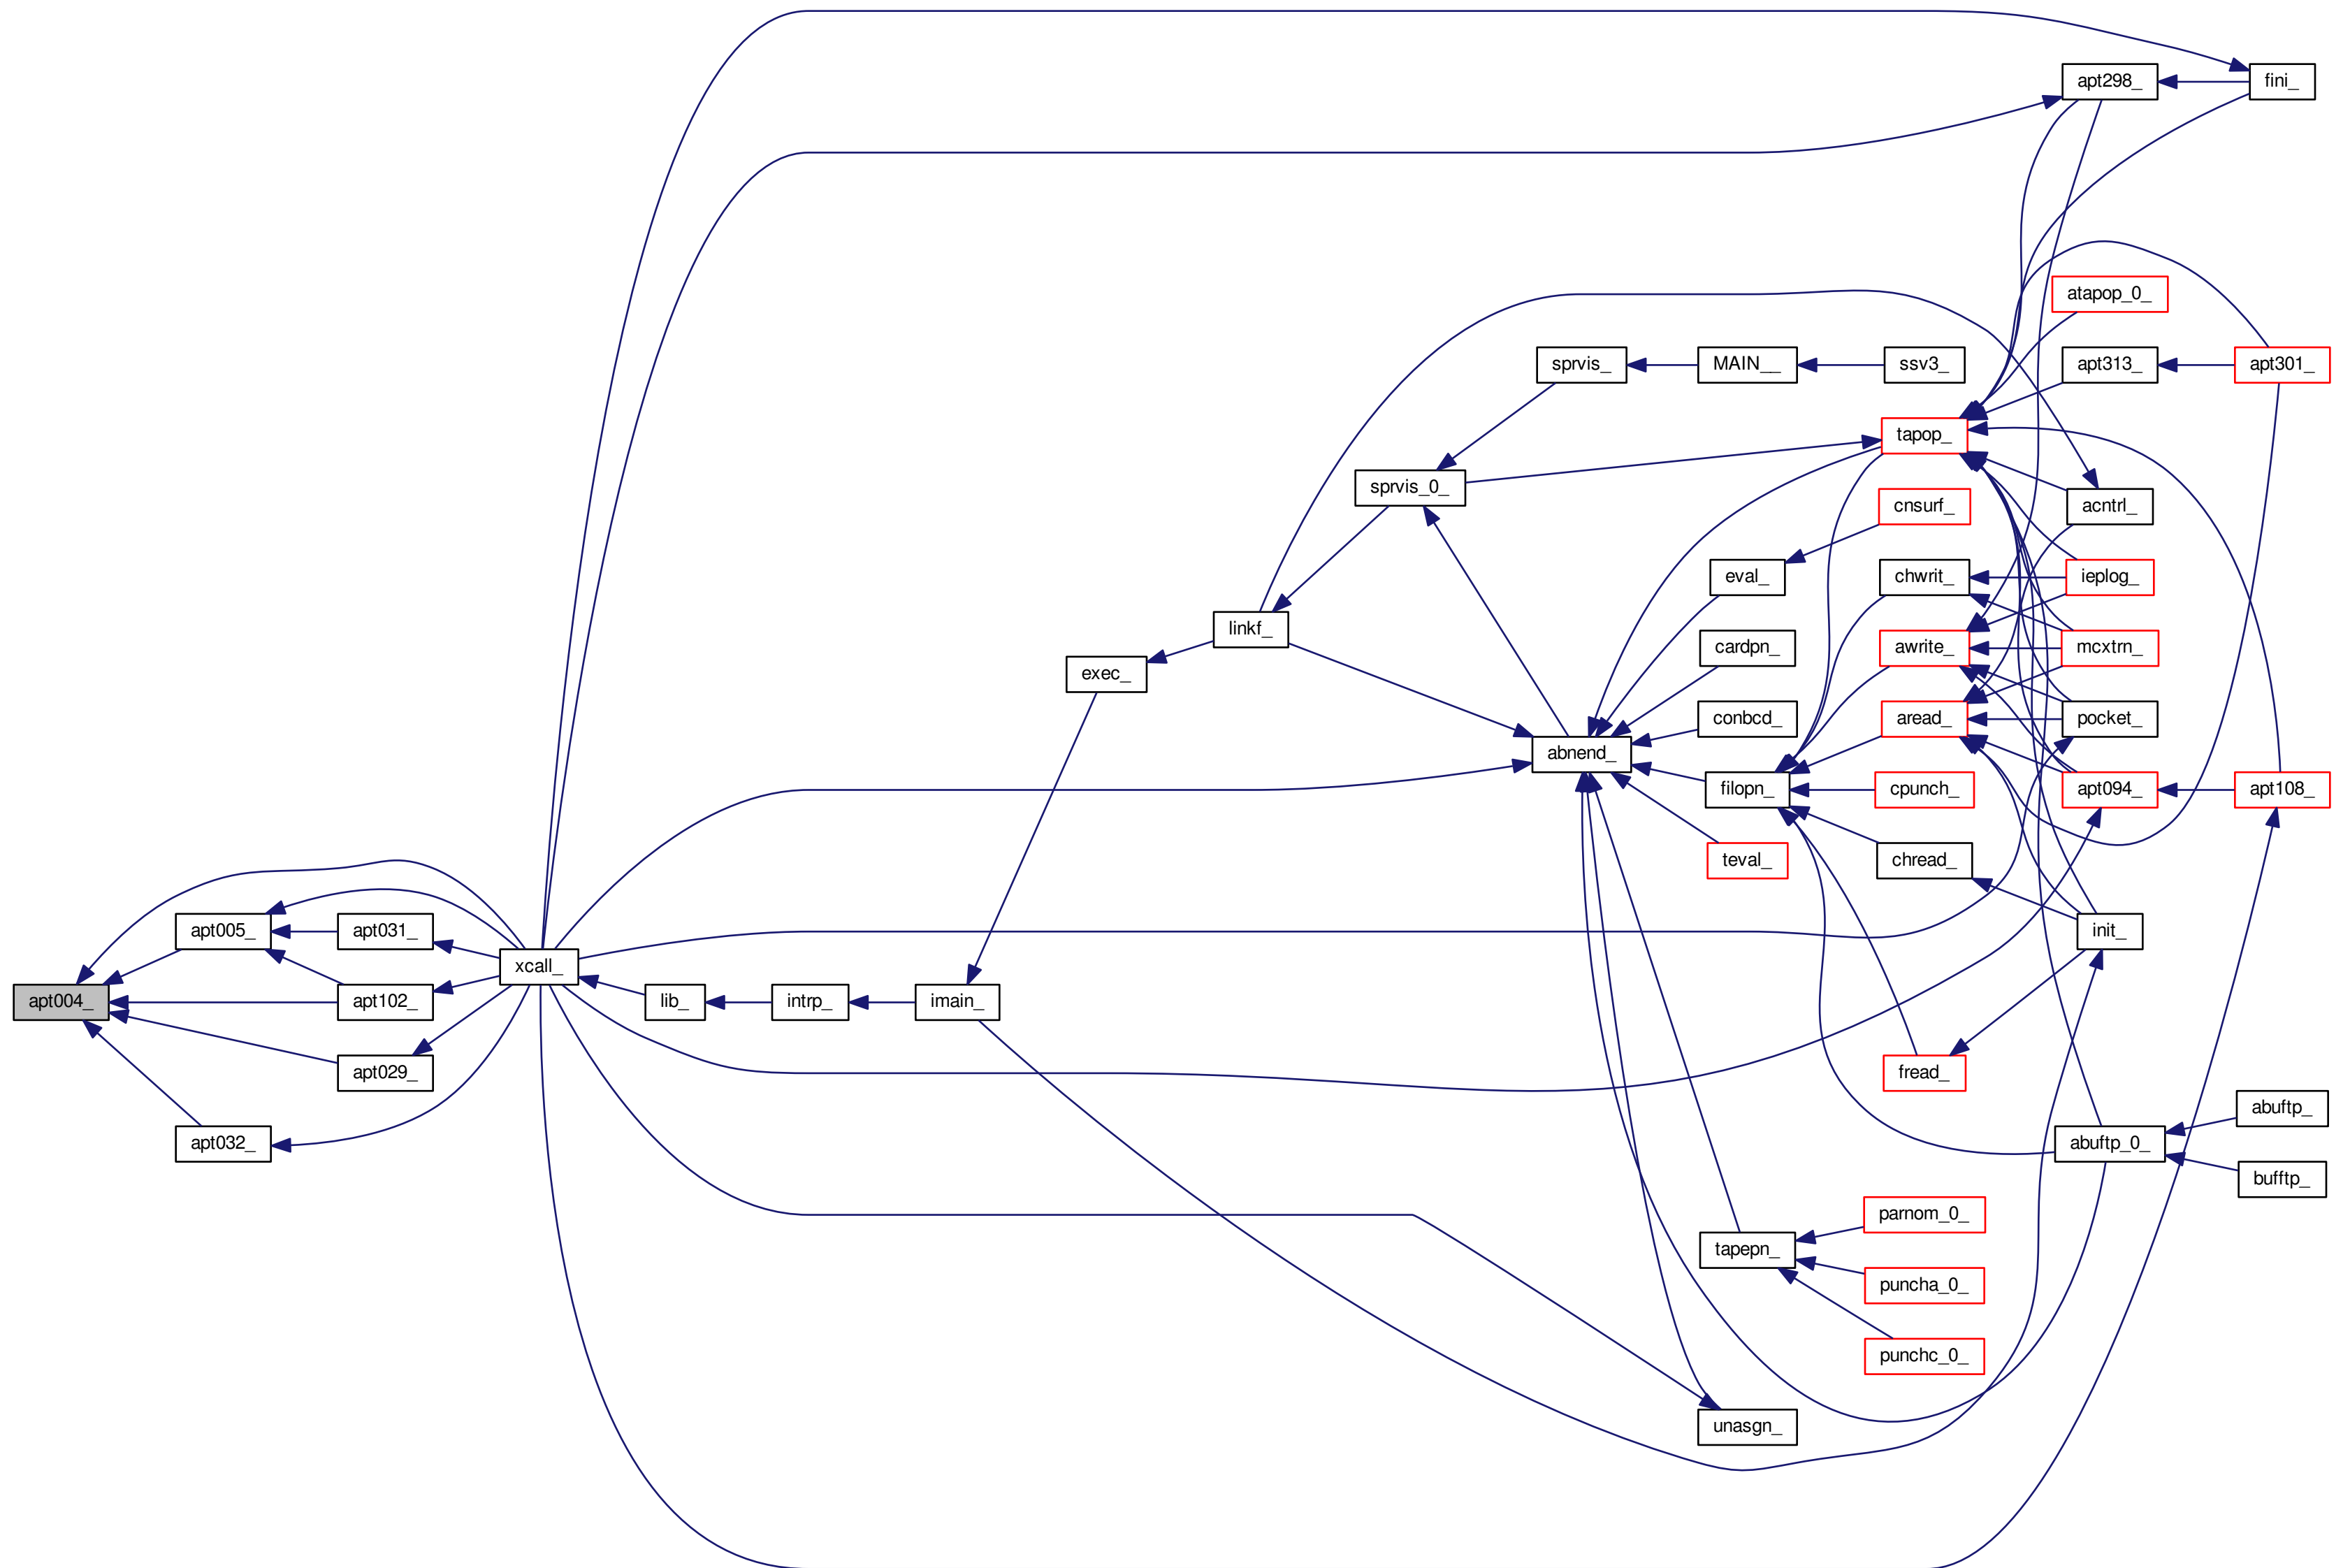 apt298_
fini_
atapop_0_
sprvis_
MAIN__
ssv3_
apt313_
apt301_
tapop_
sprvis_0_
cnsurf_
acntrl_
eval_
chwrit_
ieplog_
linkf_
exec_
cardpn_
awrite_
mcxtrn_
conbcd_
aread_
pocket_
abnend_
filopn_
cpunch_
apt094_
apt108_
teval_
chread_
apt005_
apt031_
init_
xcall_
apt004_
apt102_
lib_
intrp_
imain_
apt029_
fread_
abuftp_
apt032_
abuftp_0_
bufftp_
parnom_0_
tapepn_
puncha_0_
punchc_0_
unasgn_